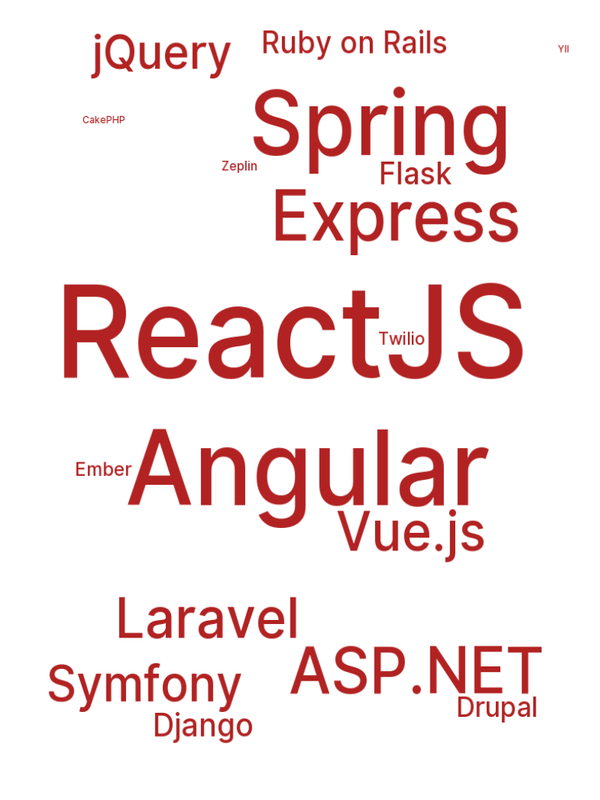 jQuery
Ruby on Rails
YII
Spring
CakePHP
Zeplin
Flask
Express
ReactJS
Twilio
Angular
Ember
Vue.js
Laravel
ASP.NET
Symfony
Drupal
Django